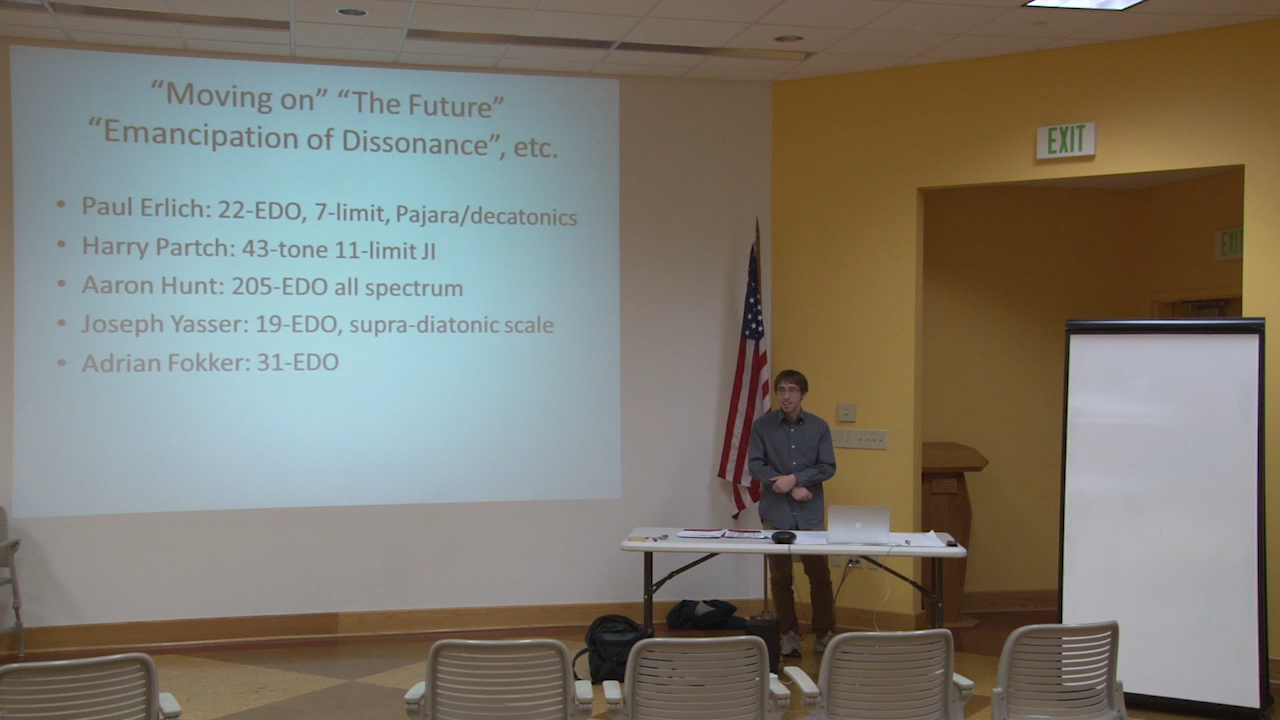 “Moving on” “The Future”
“Emancipation of Dissonance”, etc.
• Paul Erlich: 22-EDO, 7-limit, Pajara/decatonics
• Harry Partch: 43-tone 11-limit JI
• Aaron Hunt: 205-EDO all spectrum
• Joseph Yasser: 19-EDO, supra-diatonic scale
• Adrian Fokker: 31-EDO
EXIT
EXIT